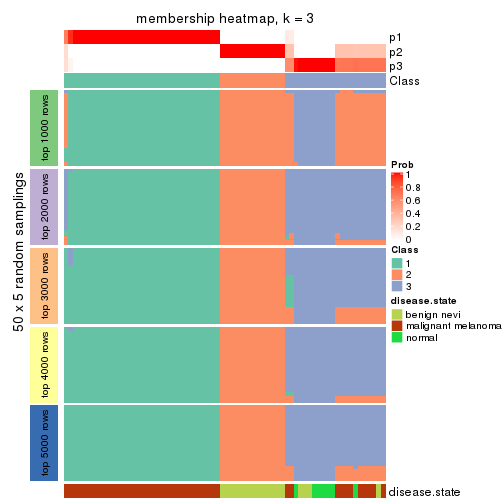 membership heatmap, k = 3
p1
p2
p3
Class
50 x 5 random samplings
top 1000 rows
top 2000 rows
top 3000 rows
top 4000 rows
top 5000 rows
Prob
1
0.8
0.6
0.4
0.2
0
Class
1
2
3
disease.state
benign nevi
malignant melanoma
normal
disease.state